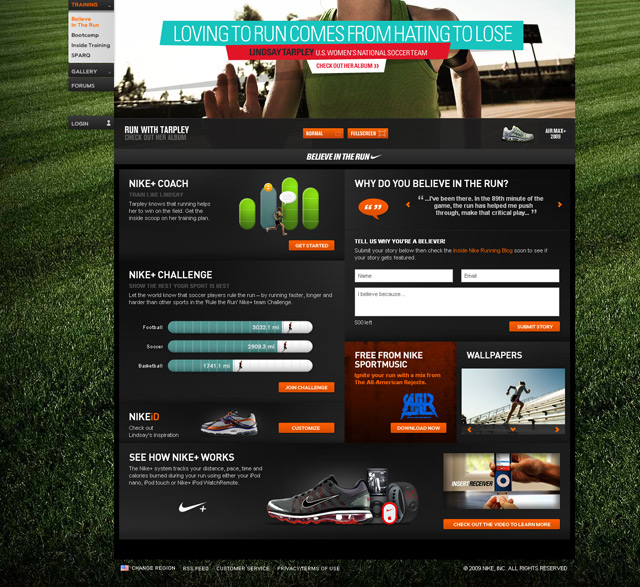 TRAINING
Believe
In The Run
Bootcamp
Inside Training
SPARQ
GALLERY
FORUMS
LOGIN
LOVING TO RUN COMES FROM HATING TO LOSE
LINDSAY TARPLEY U.S. WOMEN'S NATIONAL SOCCER TEAM
CHECK OUT HER ALBUM »
RUN WITH TARPLEY
CHECK OUT HER ALBUM
NORMAL
FULLSCREEN
AIR MAX+
2009
BELIEVE IN THE RUN
NIKE+ COACH
TRAIN LIKE LINDSAY
Tarpley knows that running helps
her to win on the field. Get the
inside scoop on her training plan.
GET STARTED
NIKE+ CHALLENGE
SHOW THE REST YOUR SPORT IS BEST
Let the world know that soccer players rule the run – by running faster, longer and
harder than other sports in the 'Rule the Run' Nike+ team Challenge.
Football 3032.1 mi
Soccer 2909.3 mi
Basketball 1741.1 mi
JOIN CHALLENGE
NIKEiD
Check out
Lindsay's inspiration
CUSTOMIZE
WHY DO YOU BELIEVE IN THE RUN?
“ ...I've been there. In the 89th minute of the
game, the run has helped me push
through, make that critical play... ”
TELL US WHY YOU'RE A BELIEVER!
Submit your story below then check the Inside Nike Running Blog soon to see if
your story gets featured.
Name
Email
I believe because...
500 left
SUBMIT STORY
FREE FROM NIKE
SPORTMUSIC
Ignite your run with a mix from
The All-American Rejects.
DOWNLOAD NOW
WALLPAPERS
SEE HOW NIKE+ WORKS
The Nike+ system tracks your distance, pace, time and
calories burned during your run using either your iPod
nano, iPod touch or Nike+ iPod WatchRemote.
INSERT RECEIVER
CHECK OUT THE VIDEO TO LEARN MORE
CHANGE REGION
RSS FEED
CUSTOMER SERVICE
PRIVACY/TERMS OF USE
© 2009 NIKE, INC. ALL RIGHTS RESERVED